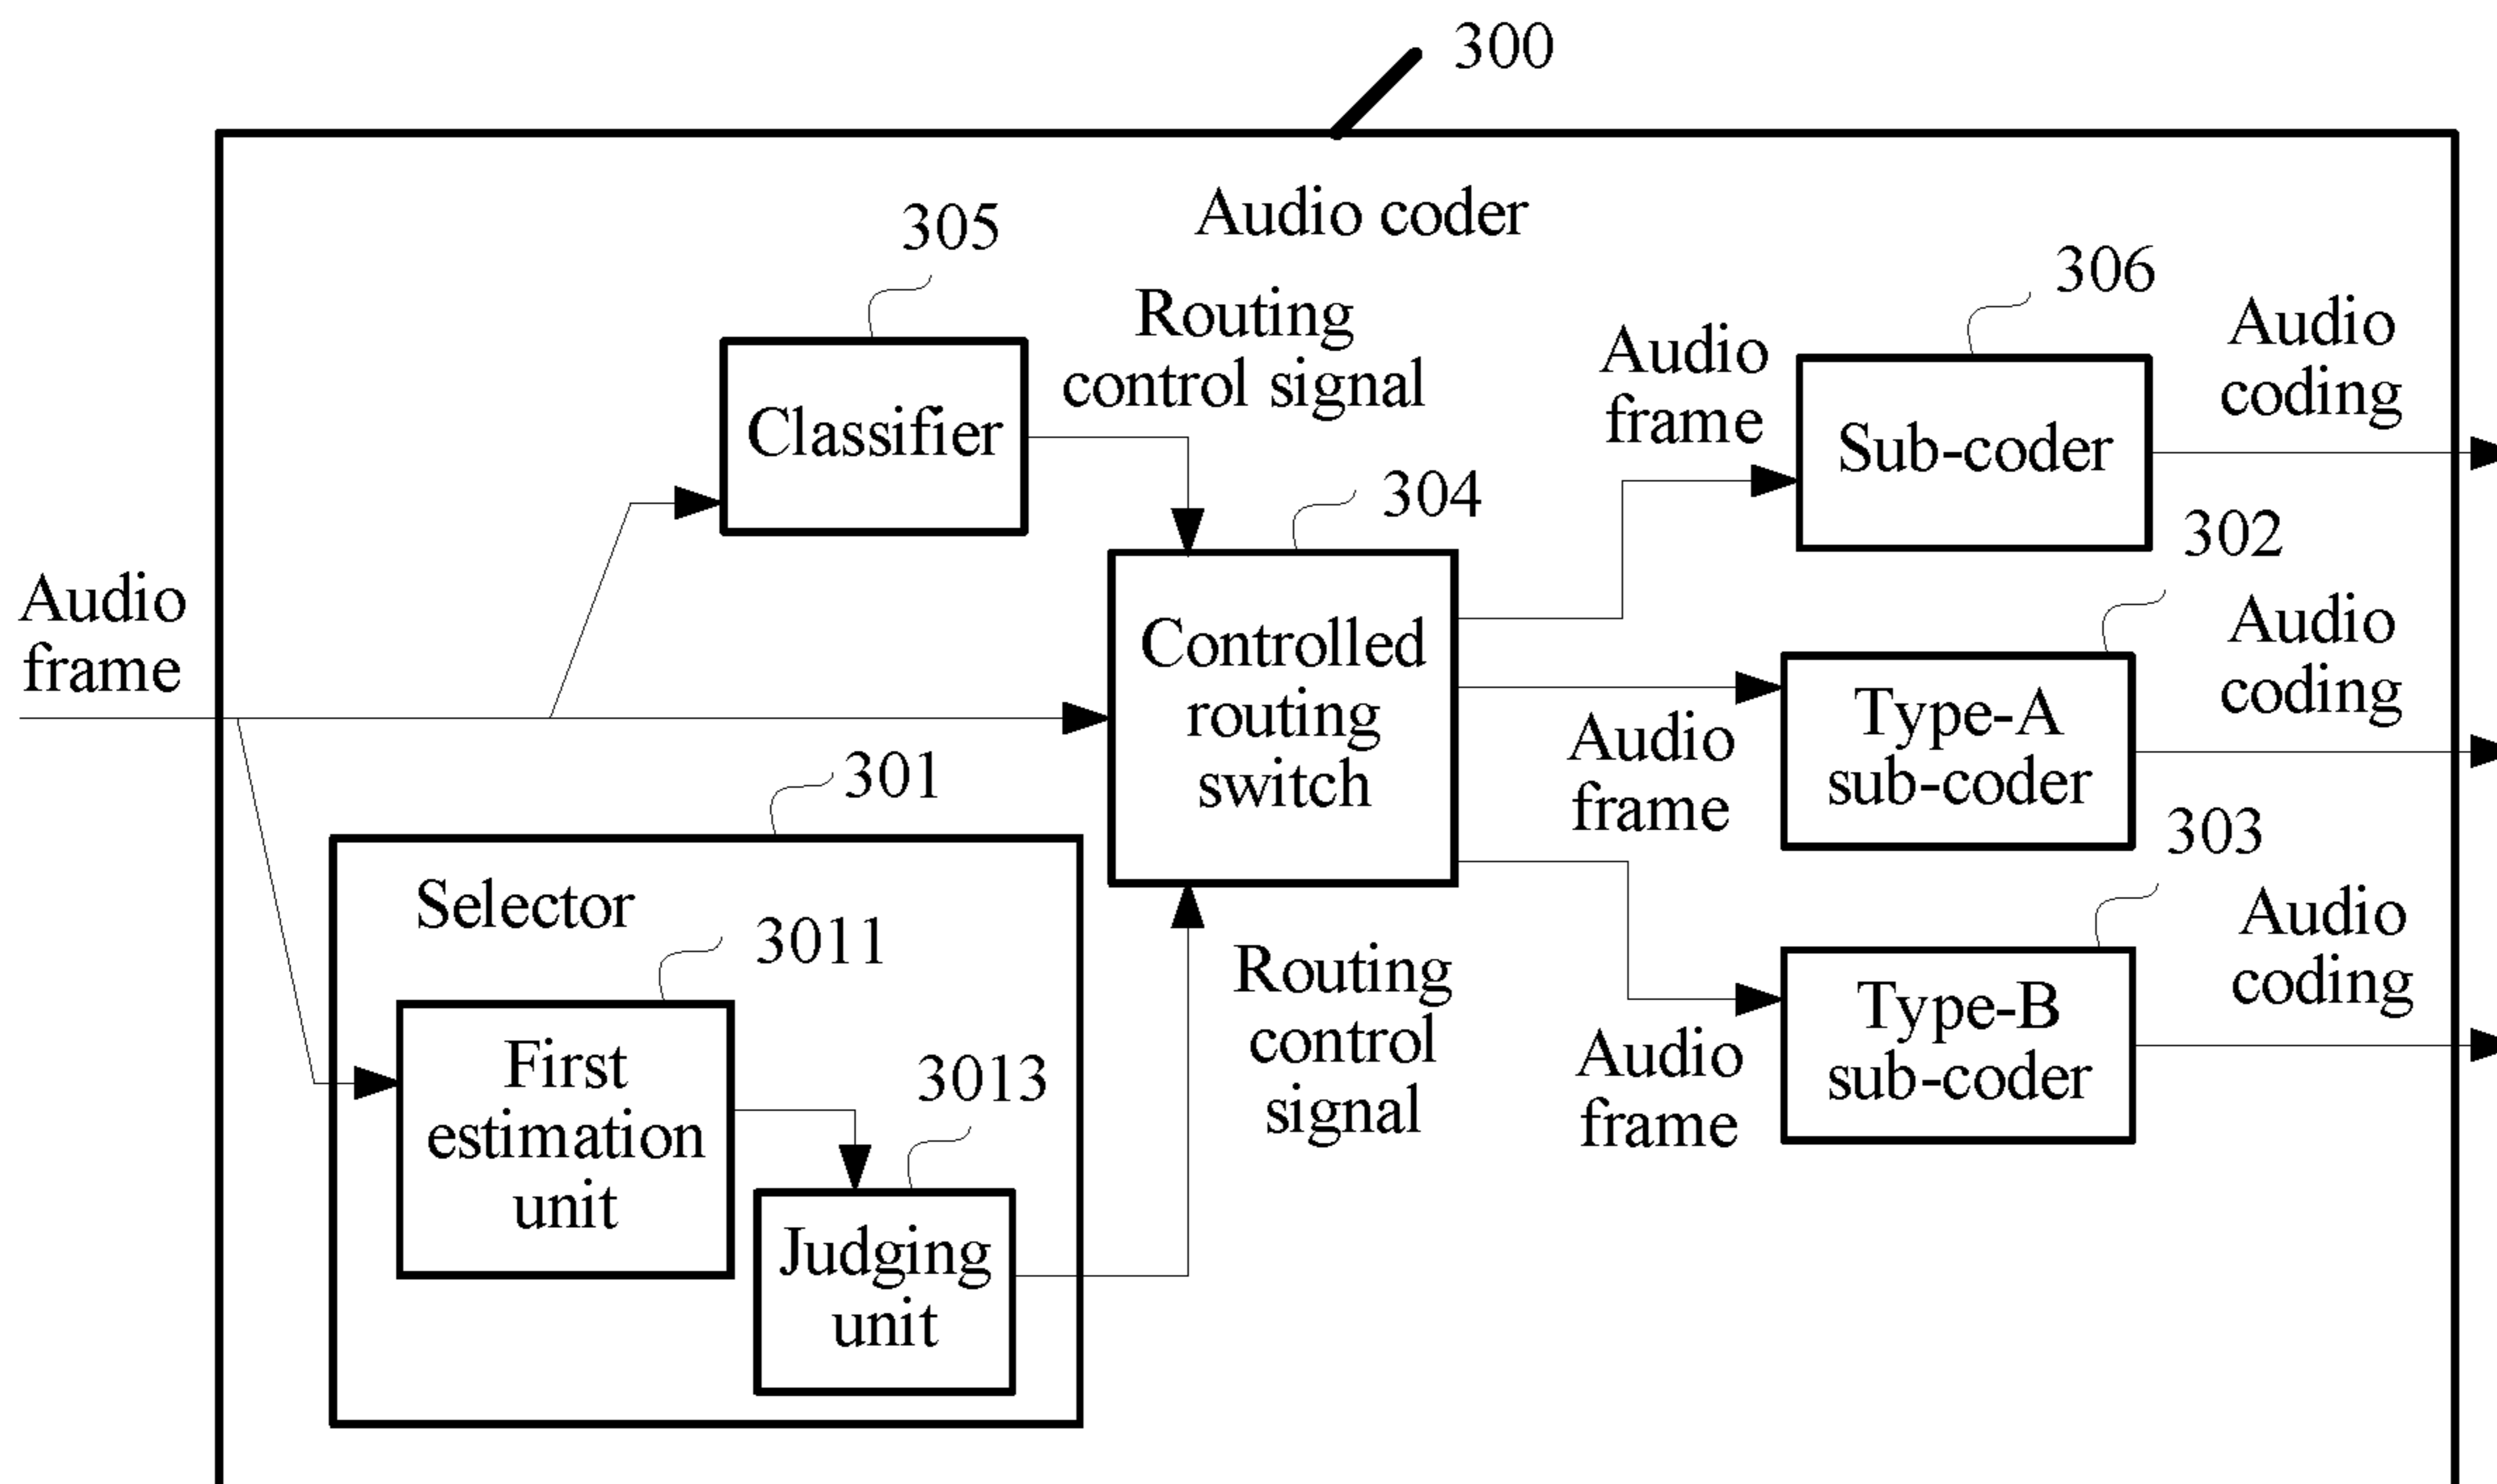 300
Audio coder
305
Routing
control signal
Classifier
306
Audio
frame
Sub-coder
Audio
coding
304
302
Audio
frame
Controlled
routing
switch
Type-A
sub-coder
Audio
coding
Audio
frame
301
303
Selector
3011
First
estimation
unit
3013
Judging
unit
Routing
control
signal
Type-B
sub-coder
Audio
coding
Audio
frame